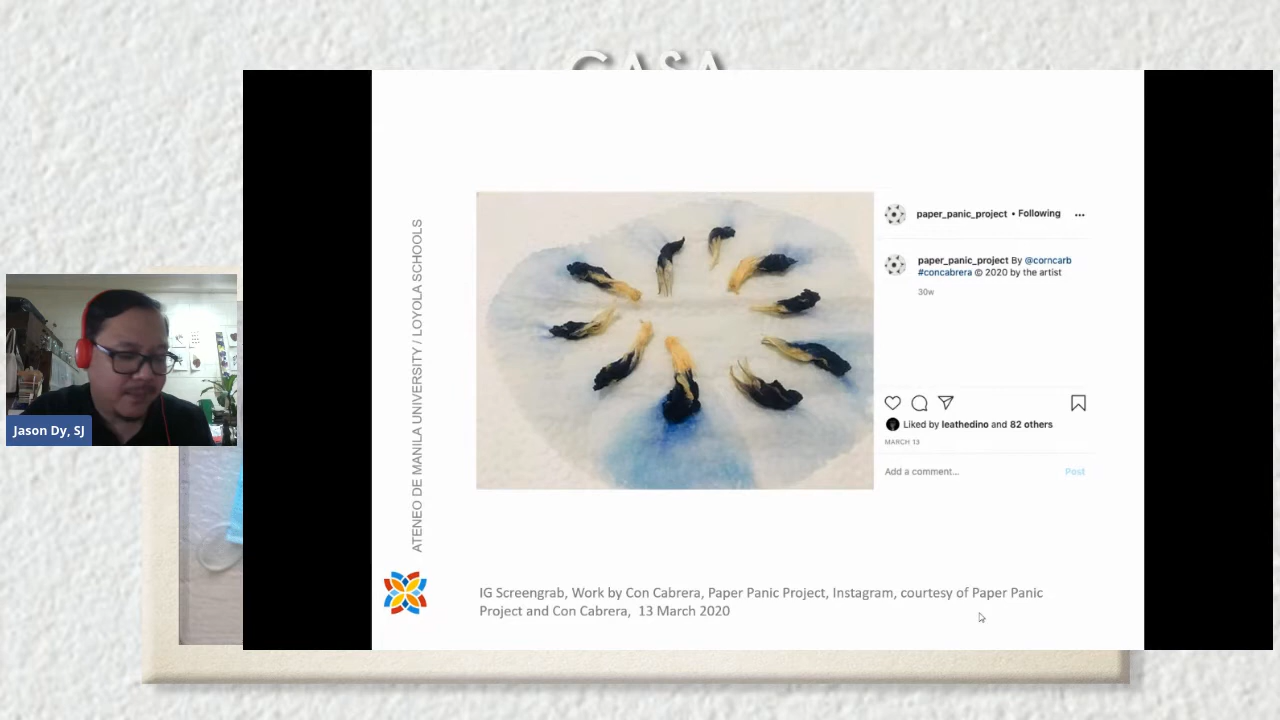 Jason Dy, SJ
ATENEO DE MANILA UNIVERSITY / LOYOLA SCHOOLS
paper_panic_project • Following
paper_panic_project By @corncarb
#concabrera © 2020 by the artist
30w
Liked by leathedino and 82 others
MARCH 13
Add a comment... Post
IG Screengrab, Work by Con Cabrera, Paper Panic Project, Instagram, courtesy of Paper Panic
Project and Con Cabrera, 13 March 2020